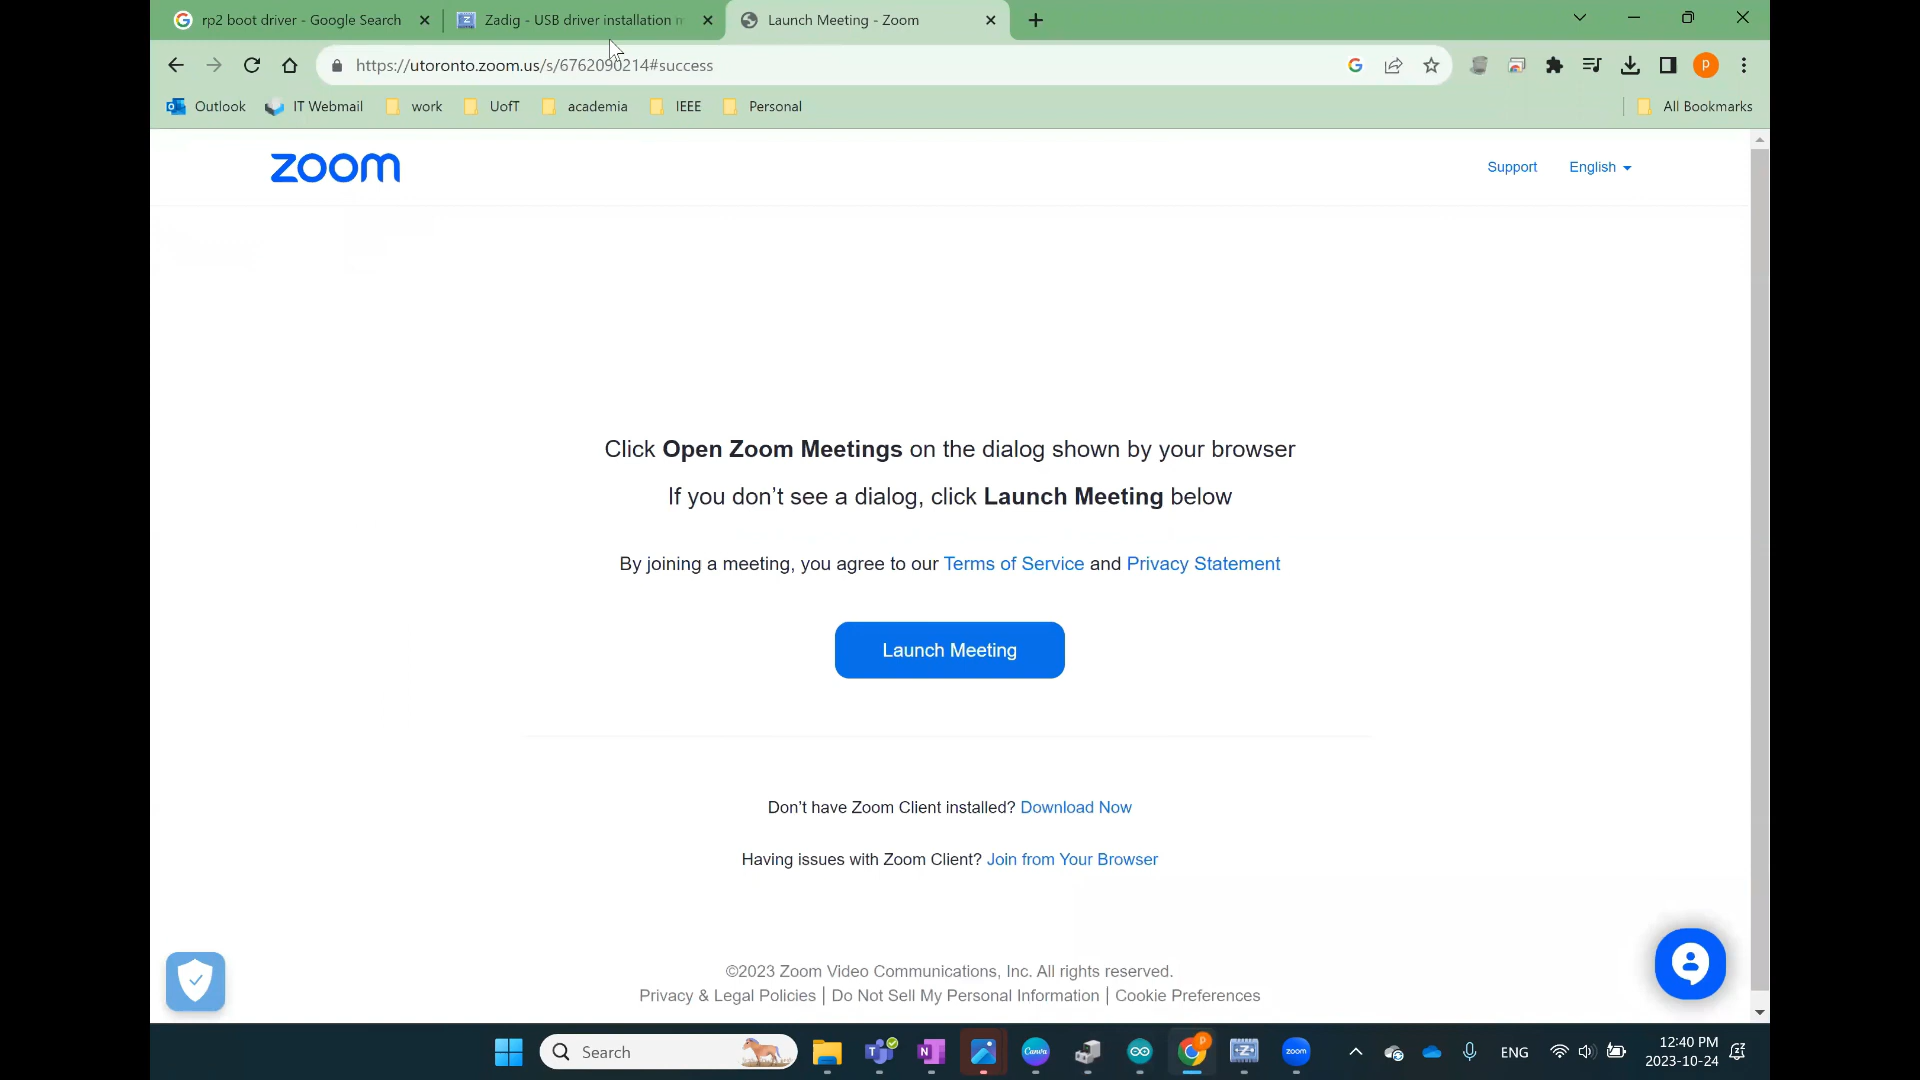 rp2 boot driver - Google Search
Zadig - USB driver installation
Launch Meeting - Zoom
https://utoronto.zoom.us/s/6762090214#success
P
Outlook
IT Webmail
work
UofT
academia
IEEE
Personal
All Bookmarks
zoom
Support
English
Click Open Zoom Meetings on the dialog shown by your browser
If you don’t see a dialog, click Launch Meeting below
By joining a meeting, you agree to our Terms of Service and Privacy Statement
Launch Meeting
Don’t have Zoom Client installed? Download Now
Having issues with Zoom Client? Join from Your Browser
©2023 Zoom Video Communications, Inc. All rights reserved.
Privacy & Legal Policies | Do Not Sell My Personal Information | Cookie Preferences
Search
Canva
zoom
ENG
12:40 PM
2023-10-24